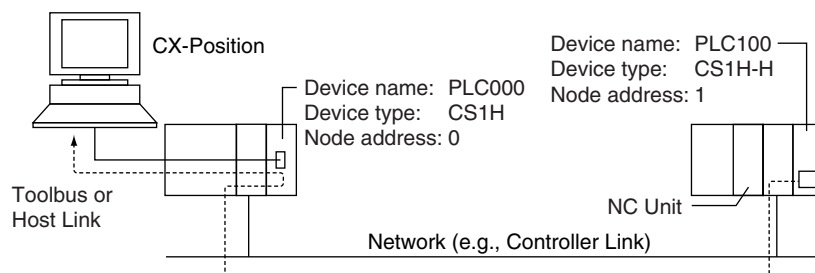 CX-Position
Device name: PLC000
Device type: CS1H
Node address: 0
Device name: PLC100
Device type: CS1H-H
Node address: 1
Toolbus or
Host Link
NC Unit
Network (e.g., Controller Link)